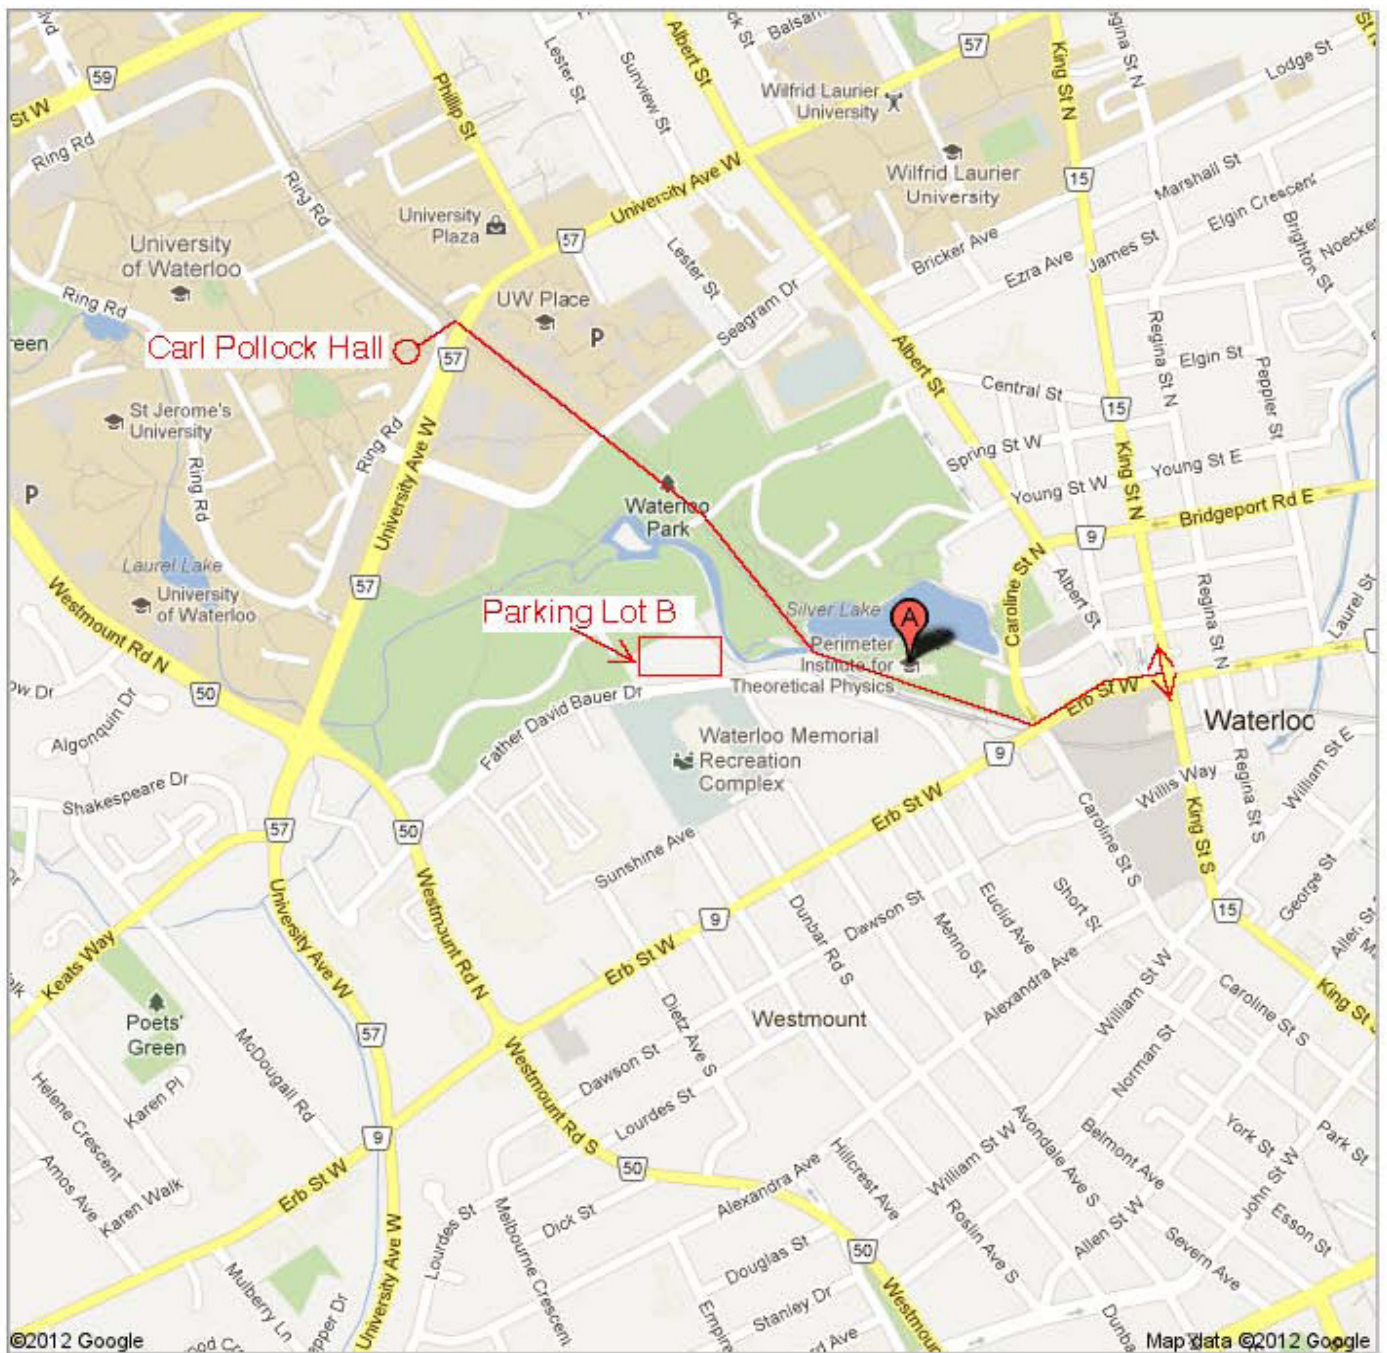 59
St W
Ring Rd
Phillip St
Lester St
Sunview St
Albert St
57
King St N
Regina St N
Lodge St
Wilfrid Laurier
University
Wilfrid Laurier
University
15
Marshall St
Elgin Crescent
Ring Rd
University
Plaza
University Ave W
57
Bricker Ave
Ezra Ave
James St
Brighton St
University
of Waterloo
Lester St
Seagram Dr
Ring Rd
UW Place
P
Carl Pollock Hall
57
Albert St
Regina St N
Elgin St
Peppler St
Central St
15
St Jerome's
University
Ring Rd
Ring Rd
University Ave W
Spring St W
Young St E
King St N
P
Waterloo
Park
Young St W
Bridgeport Rd E
9
Laurel Lake
University
of Waterloo
57
Caroline St N
Albert St
Regina St N
Laurel St
Westmount Rd N
Parking Lot B
Silver Lake
A
Perimeter
Institute for
Theoretical Physics
50
Algonquin Dr
Father David Bauer Dr
Erb St W
9
Waterloo
Waterloo Memorial
Recreation
Complex
Willis Way
Regina St S
William St E
Shakespeare Dr
57
50
Erb St W
Caroline St S
King St S
Sunshine Ave
University Ave W
Westmount Rd N
9
Dunbar Rd S
Dawson St
Menno St
Euclid Ave
Short St
15
George St
Keats Way
Erb St W
Alexandra Ave
William St W
Caroline St S
King St S
Poets'
Green
57
McDougall Rd
Westmount
Dietz Ave S
Dawson St
Norman St
Helene Crescent
Karen Pl
Westmount Rd S
Lourdes St
9
50
Avondale Ave S
Belmont Ave
York St
Park St
Amos Ave
Karen Walk
Erb St W
Alexandra Ave
Hillcrest Ave
William St W
John St W
Lourdes St
Melbourne Crescent
Dick St
Roslin Ave S
Allen St W
Severn Ave
Esson St
Mulberry Ln
University Ave W
Douglas St
50
Stanley Dr
Empire
©2012 Google
Map data ©2012 Google